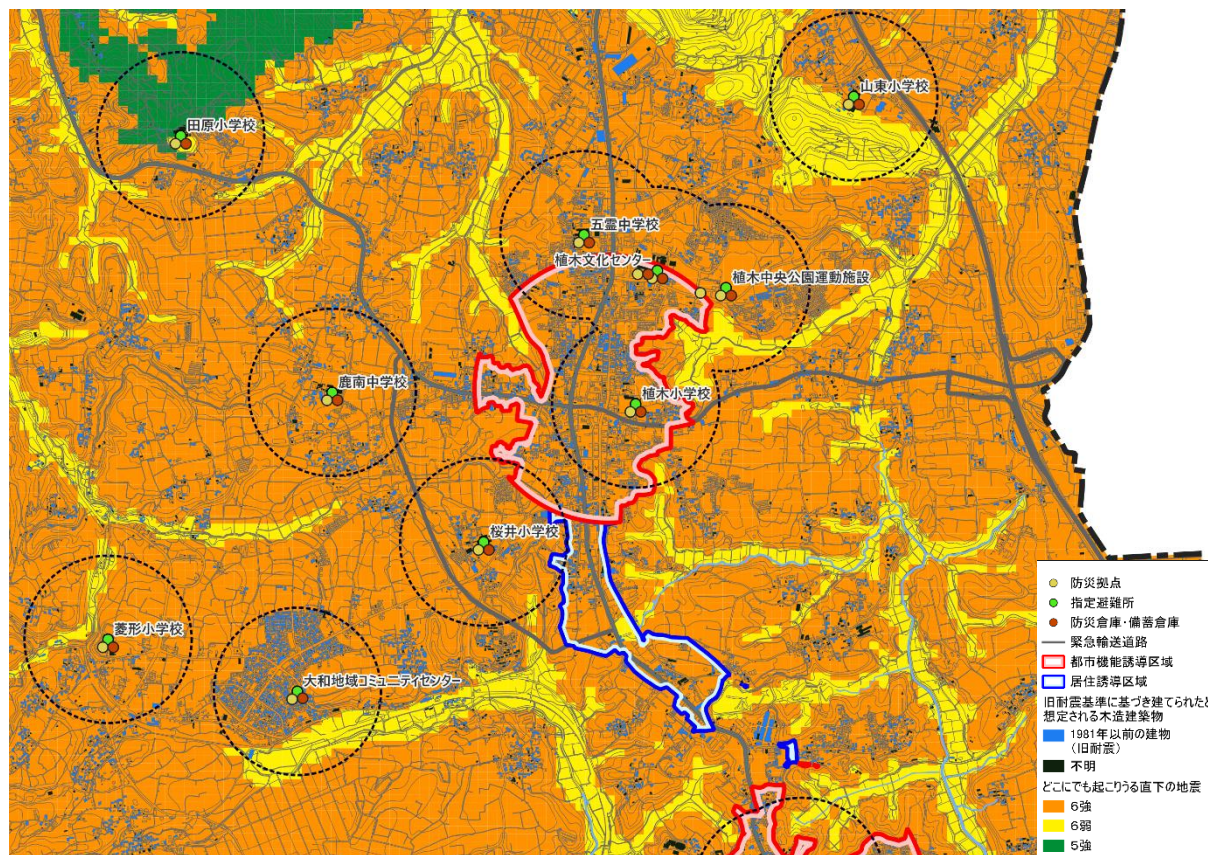 山東小学校
田原小学校
五霊中学校
植木文化センター
植木中央公園運動施設
鹿南中学校
植木小学校
桜井小学校
菱形小学校
大和地域コミュニティセンター
防災拠点
指定避難所
防災倉庫・備蓄倉庫
緊急輸送道路
都市機能誘導区域
居住誘導区域
旧耐震基準に基づき建てられたと
想定される木造建築物
1981年以前の建物
（旧耐震）
不明
どこにでも起こりうる直下の地震
6強
6弱
5強